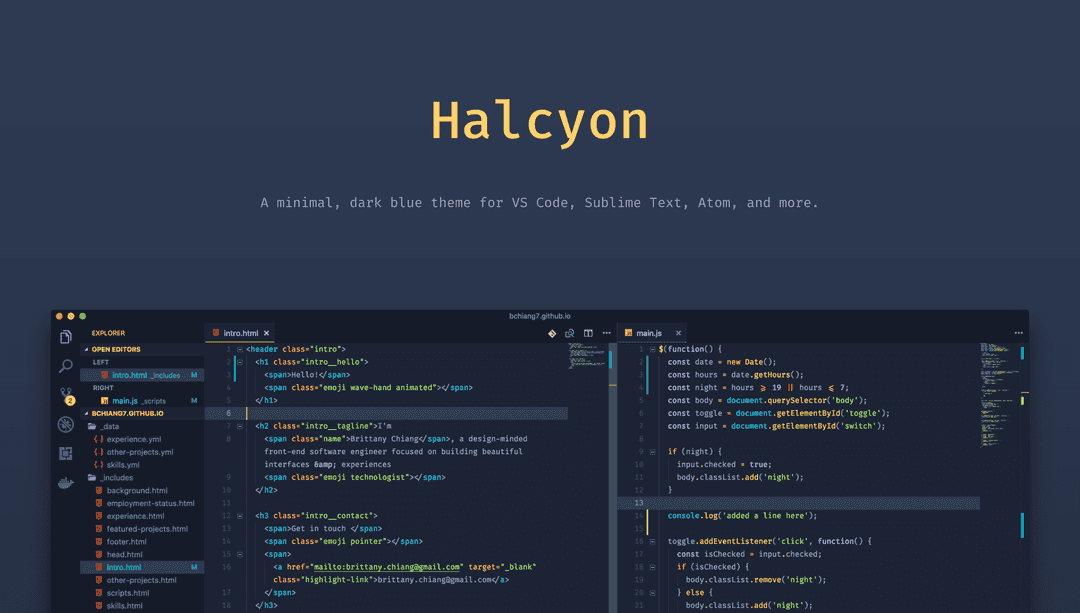 Halcyon
A minimal, dark blue theme for VS Code, Sublime Text, Atom, and more.
bchiang7.github.io
EXPLORER
OPEN EDITORS
LEFT
intro.html _includes M
RIGHT
main.js _scripts M
2
BCHIANG7.GITHUB.IO
_data
experience.yml
other-projects.yml
skills.yml
_includes
background.html
employment-status.html
experience.html
featured-projects.html
footer.html
head.html
intro.html M
other-projects.html
scripts.html
skills.html
intro.html ×
1 <header class="intro">
2 <h1 class="intro__hello">
3 <span>Hello!</span>
4 <span class="emoji wave-hand animated"></span>
5 </h1>
6
7 <h2 class="intro__tagline">I'm
8 <span class="name">Brittany Chiang</span>, a design-minded
front-end software engineer focused on building beautiful
interfaces &amp; experiences
9 <span class="emoji technologist"></span>
10 </h2>
11
12 <h3 class="intro__contact">
13 <span>Get in touch </span>
14 <span class="emoji pointer"></span>
15 <span>
16 <a href="mailto:brittany.chiang@gmail.com" target="_blank"
class="highlight-link">brittany.chiang@gmail.com</a>
17 </span>
18 </h3>
main.js ×
1 $(function() {
2 const date = new Date();
3 const hours = date.getHours();
4 const night = hours ⩾ 19 || hours ⩽ 7;
5 const body = document.querySelector('body');
6 const toggle = document.getElementById('toggle');
7 const input = document.getElementById('switch');
8
9 if (night) {
10 input.checked = true;
11 body.classList.add('night');
12 }
13
14 console.log('added a line here');
15
16 toggle.addEventListener('click', function() {
17 const isChecked = input.checked;
18 if (isChecked) {
19 body.classList.remove('night');
20 } else {
21 body.classList.add('night');